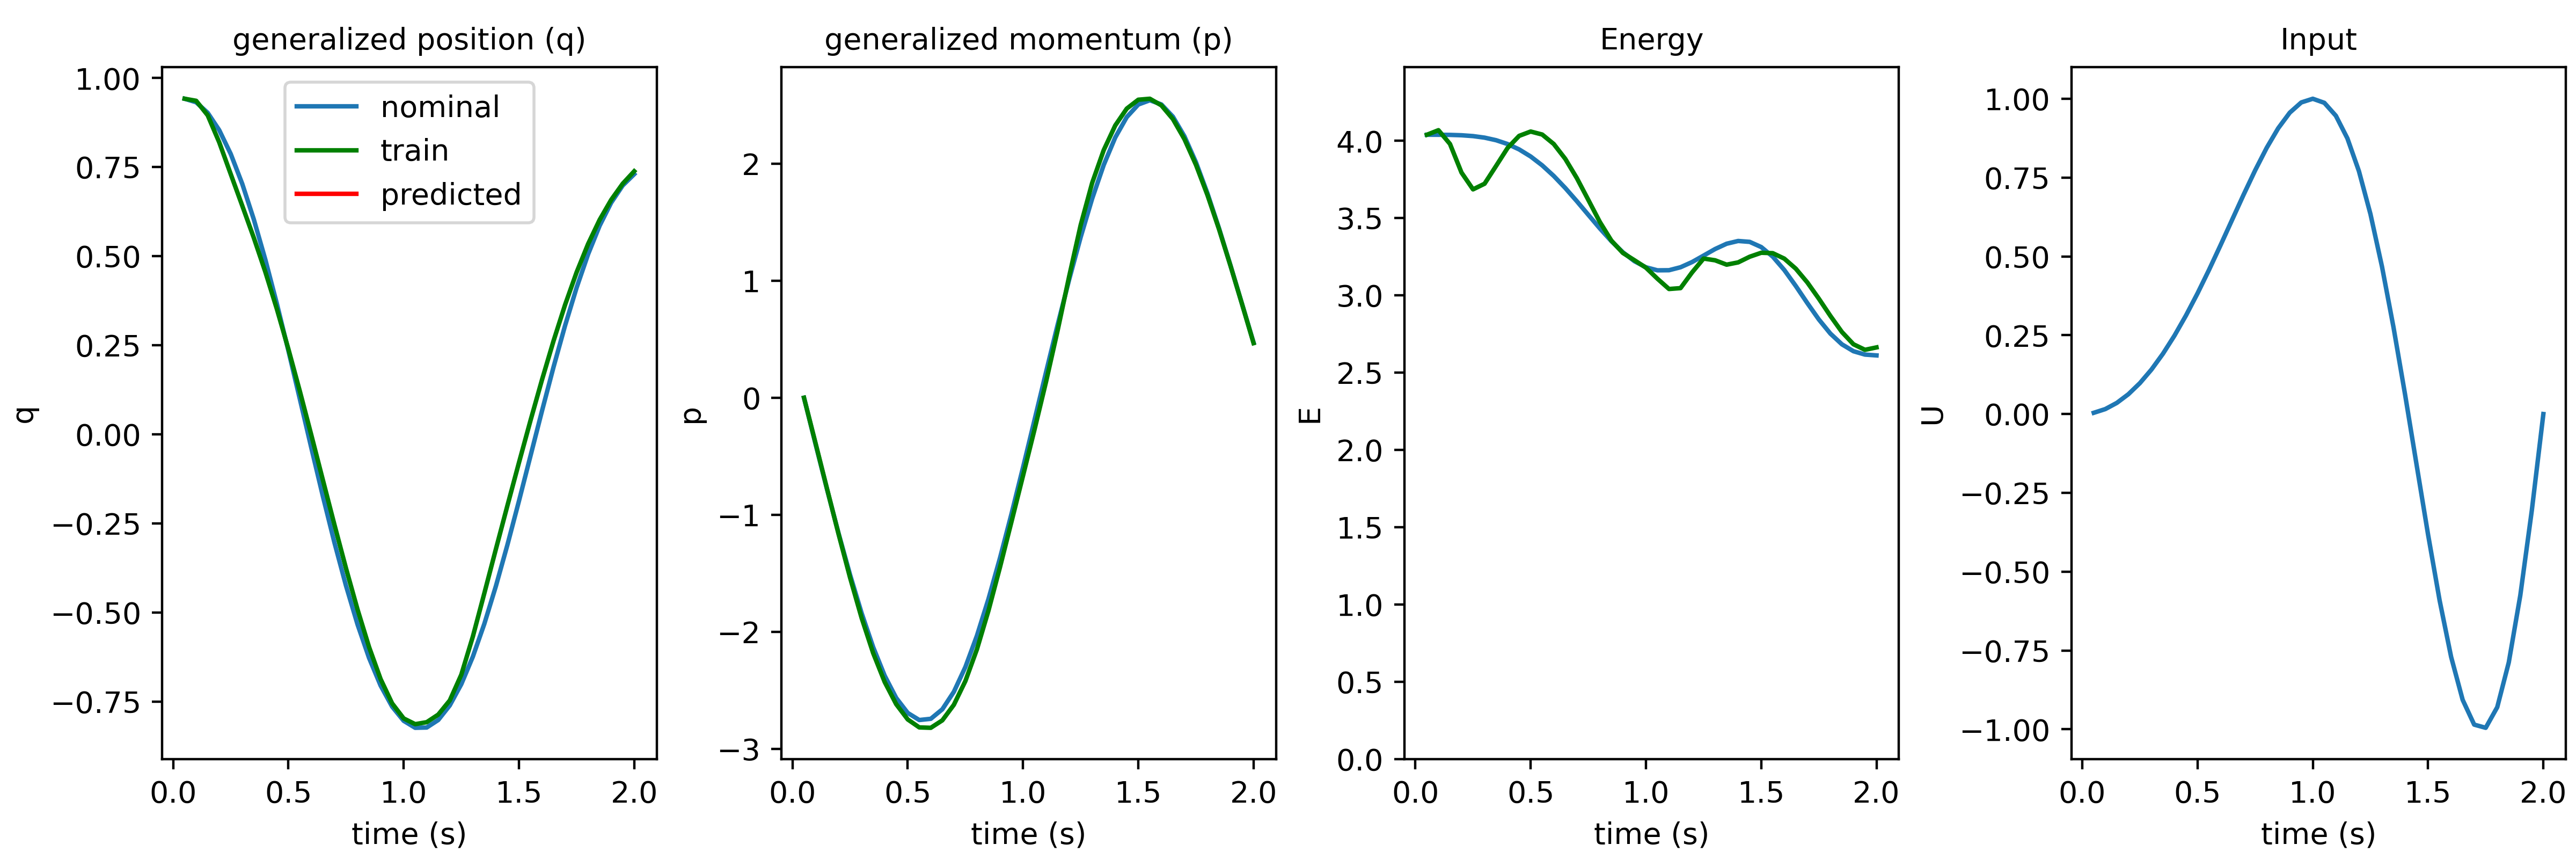 generalized position (q)
1.00
0.75
0.50
0.25
0.00
−0.25
−0.50
−0.75
q
nominal
train
predicted
0.0 0.5 1.0 1.5 2.0
time (s)
generalized momentum (p)
2
1
0
−1
−2
−3
p
0.0 0.5 1.0 1.5 2.0
time (s)
Energy
4.0
3.5
3.0
2.5
2.0
1.5
1.0
0.5
0.0
E
0.0 0.5 1.0 1.5 2.0
time (s)
Input
1.00
0.75
0.50
0.25
0.00
−0.25
−0.50
−0.75
−1.00
U
0.0 0.5 1.0 1.5 2.0
time (s)